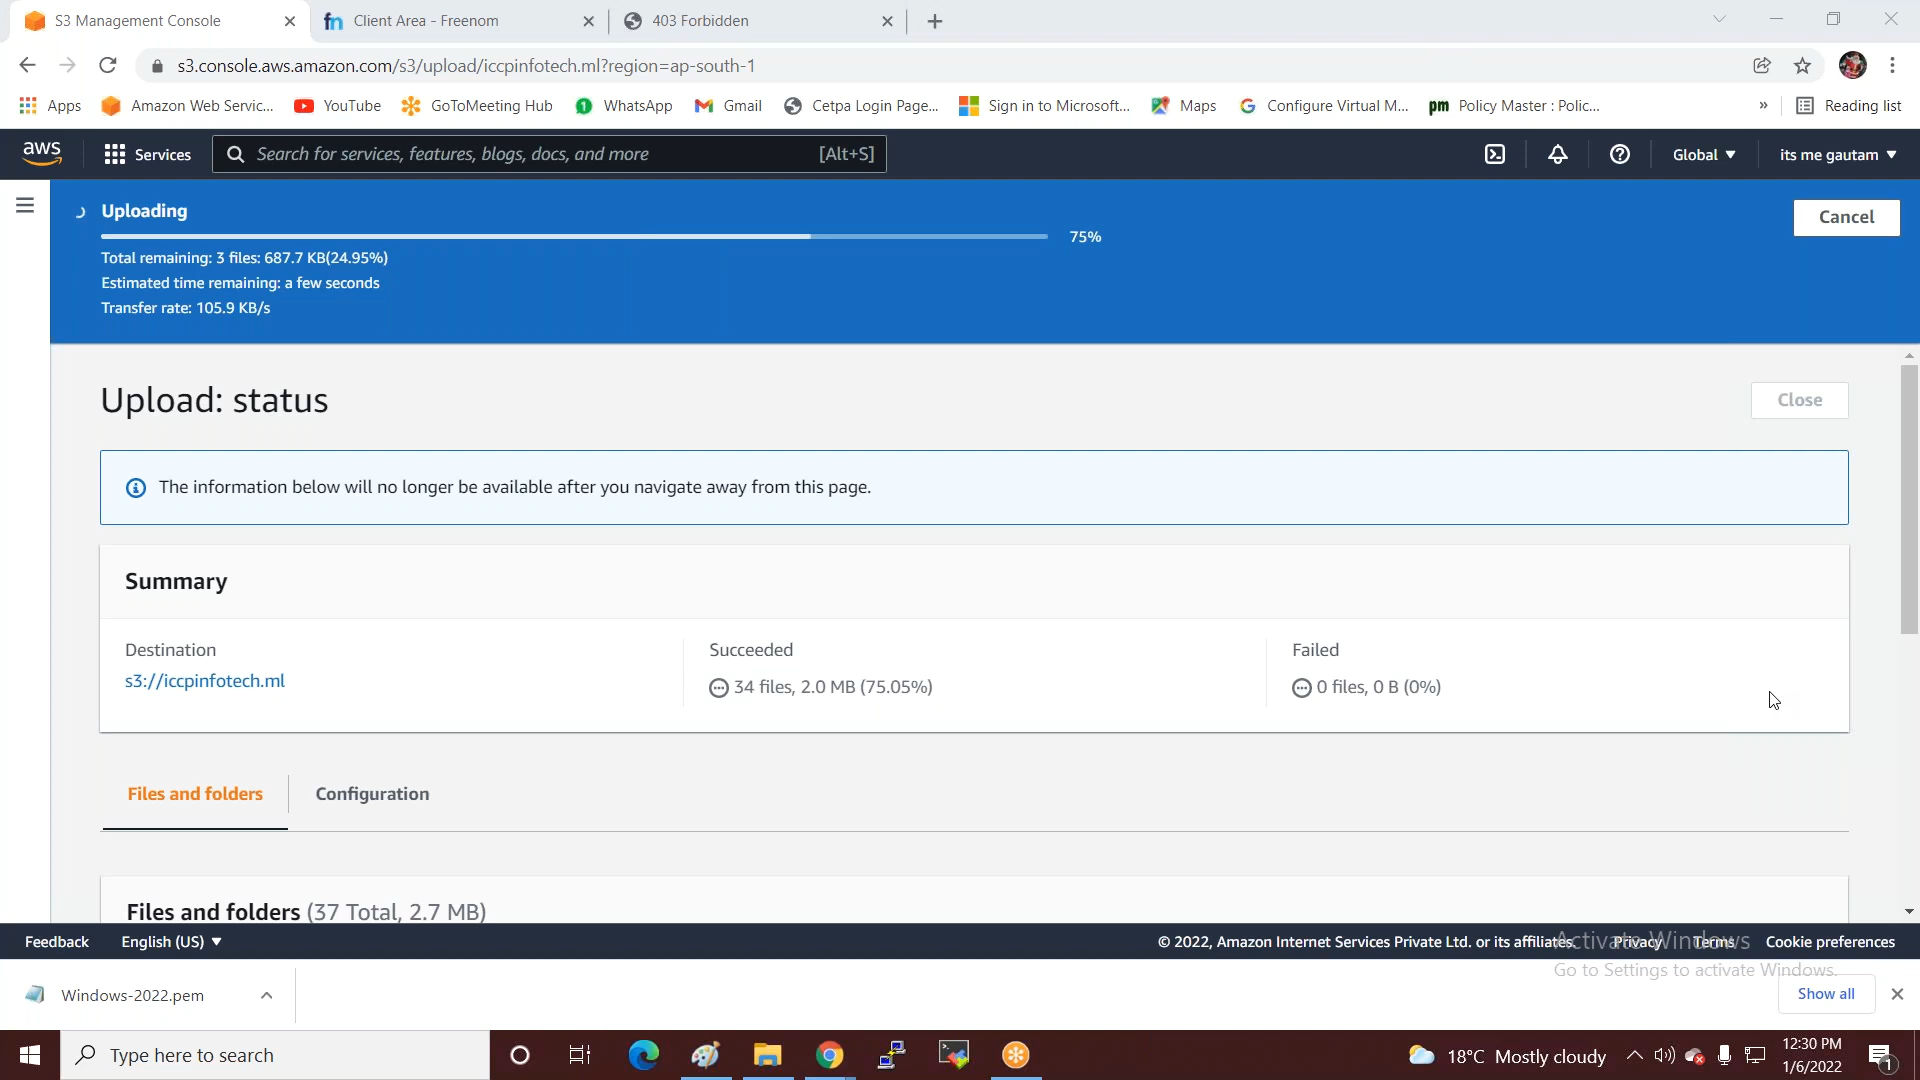 S3 Management Console
fn Client Area - Freenom
403 Forbidden
s3.console.aws.amazon.com/s3/upload/iccpinfotech.ml?region=ap-south-1
Apps
Amazon Web Servic...
YouTube
GoToMeeting Hub
1 WhatsApp
Gmail
Cetpa Login Page...
Sign in to Microsoft...
Maps
Configure Virtual M...
pm Policy Master : Polic...
»
Reading list
aws
Services
Search for services, features, blogs, docs, and more [Alt+S]
Global
its me gautam
Uploading
Cancel
75%
Total remaining: 3 files: 687.7 KB(24.95%)
Estimated time remaining: a few seconds
Transfer rate: 105.9 KB/s
Upload: status
Close
The information below will no longer be available after you navigate away from this page.
Summary
Destination
s3://iccpinfotech.ml
Succeeded
34 files, 2.0 MB (75.05%)
Failed
0 files, 0 B (0%)
Files and folders
Configuration
Files and folders (37 Total, 2.7 MB)
Feedback
English (US)
© 2022, Amazon Internet Services Private Ltd. or its affiliates.
Privacy
Terms
Cookie preferences
Activate Windows
Go to Settings to activate Windows.
Windows-2022.pem
Show all
Type here to search
18°C Mostly cloudy
12:30 PM
1/6/2022
1